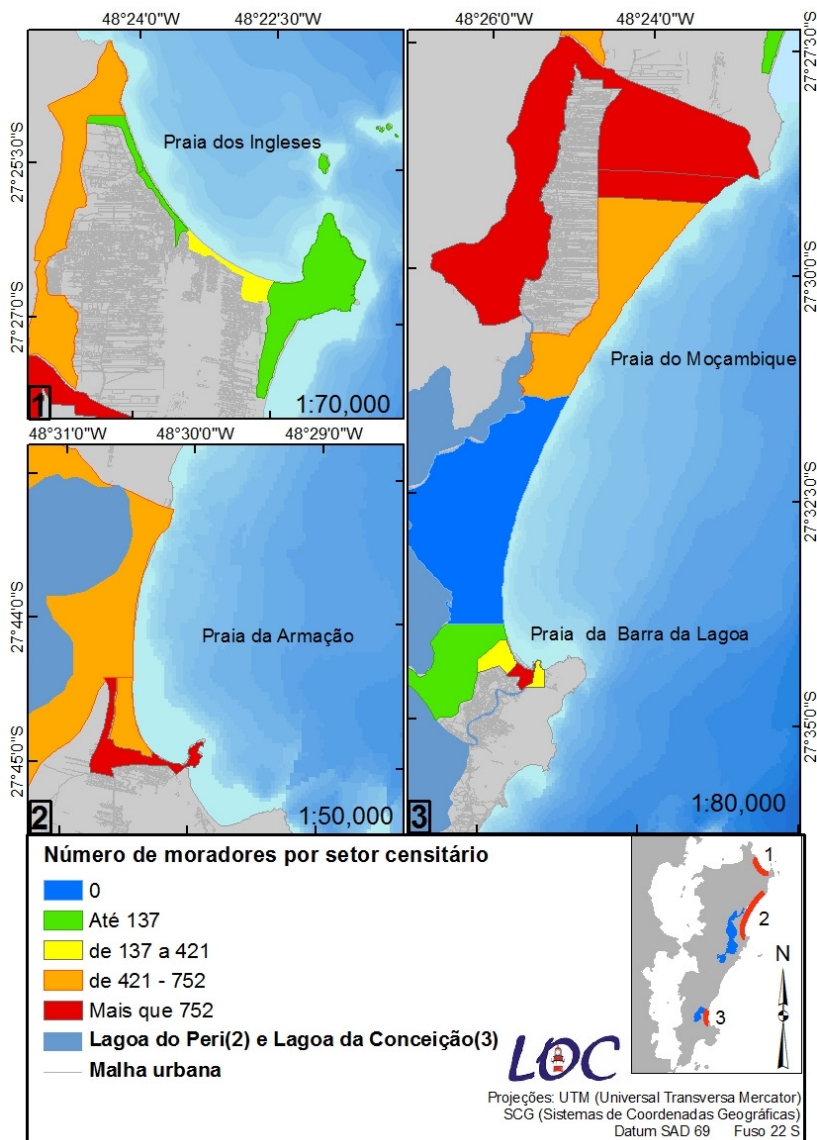 48°24'0"W 48°22'30"S
48°26'0"W 48°24'0"W
27°25'30"S
27°27'0"S
Praia dos Ingleses
1
1:70,000
48°31'0"W 48°30'0"W 48°29'0"W
27°44'0"S
27°45'0"S
Praia da Armação
2
1:50,000
27°27'30"S
27°30'0"S
27°32'30"S
27°35'0"S
Praia do Moçambique
Praia da Barra da Lagoa
3
1:80,000
Número de moradores por setor censitário
0
Até 137
de 137 a 421
de 421 - 752
Mais que 752
Lagoa do Peri(2) e Lagoa da Conceição(3)
Malha urbana
1
2
3
N
LOC
Projeções: UTM (Universal Transversa Mercator)
SCG (Sistemas de Coordenadas Geográficas)
Datum SAD 69 Fuso 22 S